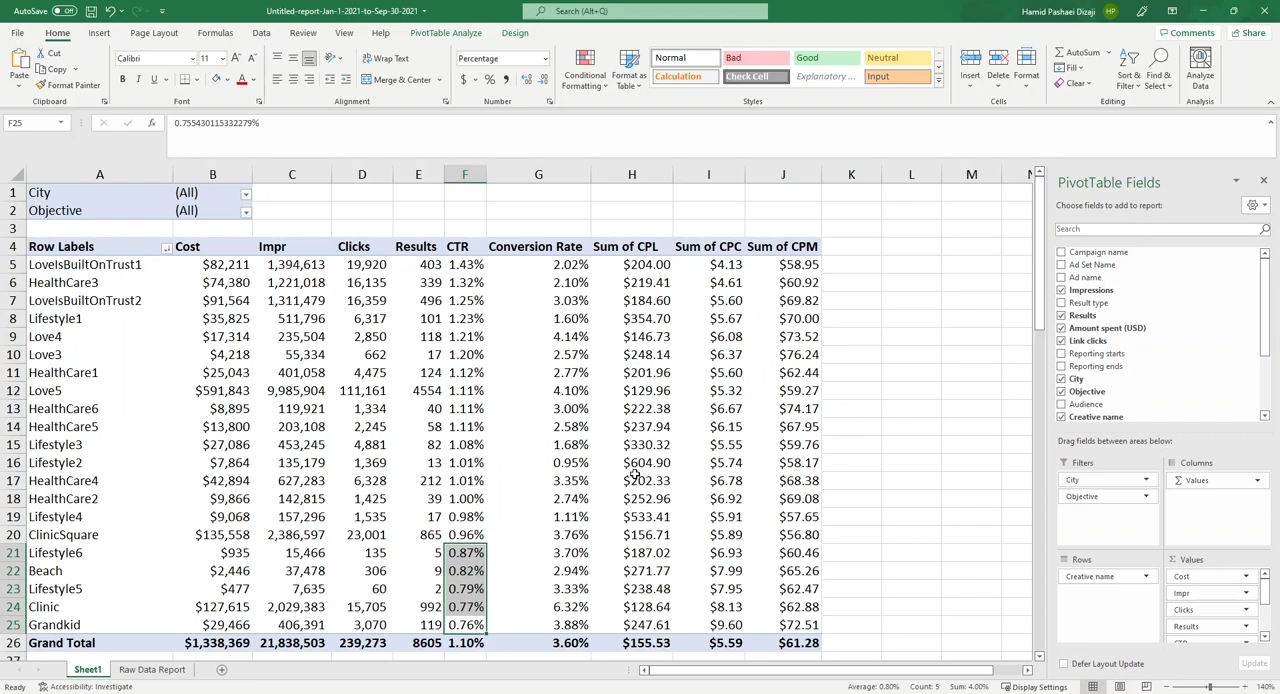 AutoSave Off Untitled-report-Jan-1-2021-to-Sep-30-2021 Search (Alt+Q) Hamid Pashaei Dizaji HP
File Home Insert Page Layout Formulas Data Review View Help PivotTable Analyze Design Comments Share
Paste Cut Copy Format Painter Clipboard
Calibri 11 B I U A Font
Wrap Text Merge & Center Alignment
Percentage $ % Number
Conditional Formatting Format as Table
Normal Bad Good Neutral
Calculation Check Cell Explanatory ... Input
Styles
Insert Delete Format Cells
AutoSum Fill Clear Sort & Filter Find & Select Editing
Analyze Data Analysis
F25 fx 0.755430115332279%
A B C D E F G H I J K L M N
1 City (All)
2 Objective (All)
3
4 Row Labels Cost Impr Clicks Results CTR Conversion Rate Sum of CPL Sum of CPC Sum of CPM
5 LoveIsBuiltOnTrust1 $82,211 1,394,613 403 1.43% 2.02% $204.00 $4.13 $58.95
6 HealthCare3 $74,380 1,221,018 16,145 339 1.32% 2.10% $219.41 $4.61 $60.92
7 LoveIsBuiltOnTrust2 $91,564 1,311,479 16,359 496 1.25% 3.03% $184.60 $5.60 $69.82
8 Lifestyle1 $35,825 511,796 6,317 101 1.23% 1.60% $354.70 $5.67 $70.00
9 Love4 $17,314 235,504 2,850 118 1.21% 4.14% $146.73 $6.08 $73.52
10 Love3 $4,218 55,334 662 17 1.20% 2.57% $248.14 $6.37 $76.24
11 HealthCare1 $25,043 401,058 4,475 124 1.12% 2.77% $201.96 $5.60 $62.44
12 Love5 $591,843 9,985,904 4554 1.11% 4.10% $129.96 $5.32 $59.27
13 HealthCare6 $8,895 119,921 1,334 40 1.11% 3.00% $222.38 $6.67 $74.17
14 HealthCare5 $13,800 203,108 2,243 58 1.11% 2.58% $237.94 $6.15 $67.95
15 Lifestyle3 $27,086 453,245 4,881 82 1.08% 1.68% $330.32 $5.55 $59.76
16 Lifestyle2 $7,864 135,179 1,369 13 1.01% 0.95% $604.90 $5.74 $58.17
17 HealthCare4 $42,894 627,283 6,328 212 1.01% 3.35% $202.33 $6.78 $68.38
18 HealthCare2 $9,866 142,815 1,425 39 1.00% 2.74% $252.96 $6.92 $69.08
19 Lifestyle4 $9,068 157,296 1,535 17 0.98% 1.11% $533.41 $5.91 $57.65
20 ClinicSquare $135,558 2,386,597 23,001 865 0.96% 3.76% $156.71 $5.89 $56.80
21 Lifestyle6 $935 15,466 135 5 0.87% 3.70% $187.02 $6.93 $60.46
22 Beach $2,446 37,478 306 9 0.82% 2.94% $271.77 $7.99 $65.26
23 Lifestyle5 $477 7,635 60 2 0.79% 3.33% $238.48 $7.95 $62.47
24 Clinic $127,615 2,029,383 15,705 992 0.77% 6.32% $128.64 $8.13 $62.88
25 Grandkid $29,466 406,391 3,070 119 0.76% 3.88% $247.61 $9.60 $72.51
26 Grand Total $1,338,369 21,838,503 239,273 8605 1.10% 3.60% $155.53 $5.59 $61.28
Sheet1 Raw Data Report
Ready Accessibility: Investigate Average: 0.80% Count: 5 Sum: 4.00% Display Settings 140%
PivotTable Fields
Choose fields to add to report:
Search
Campaign name
Ad Set Name
Ad name
Impressions
Result type
Results
Amount spent (USD)
Link clicks
Reporting starts
Reporting ends
City
Objective
Audience
Creative name
Drag fields between areas below:
Filters Columns
City Σ Values
Objective
Rows Σ Values
Creative name Cost
Impr
Clicks
Results
CTR
Defer Layout Update Update